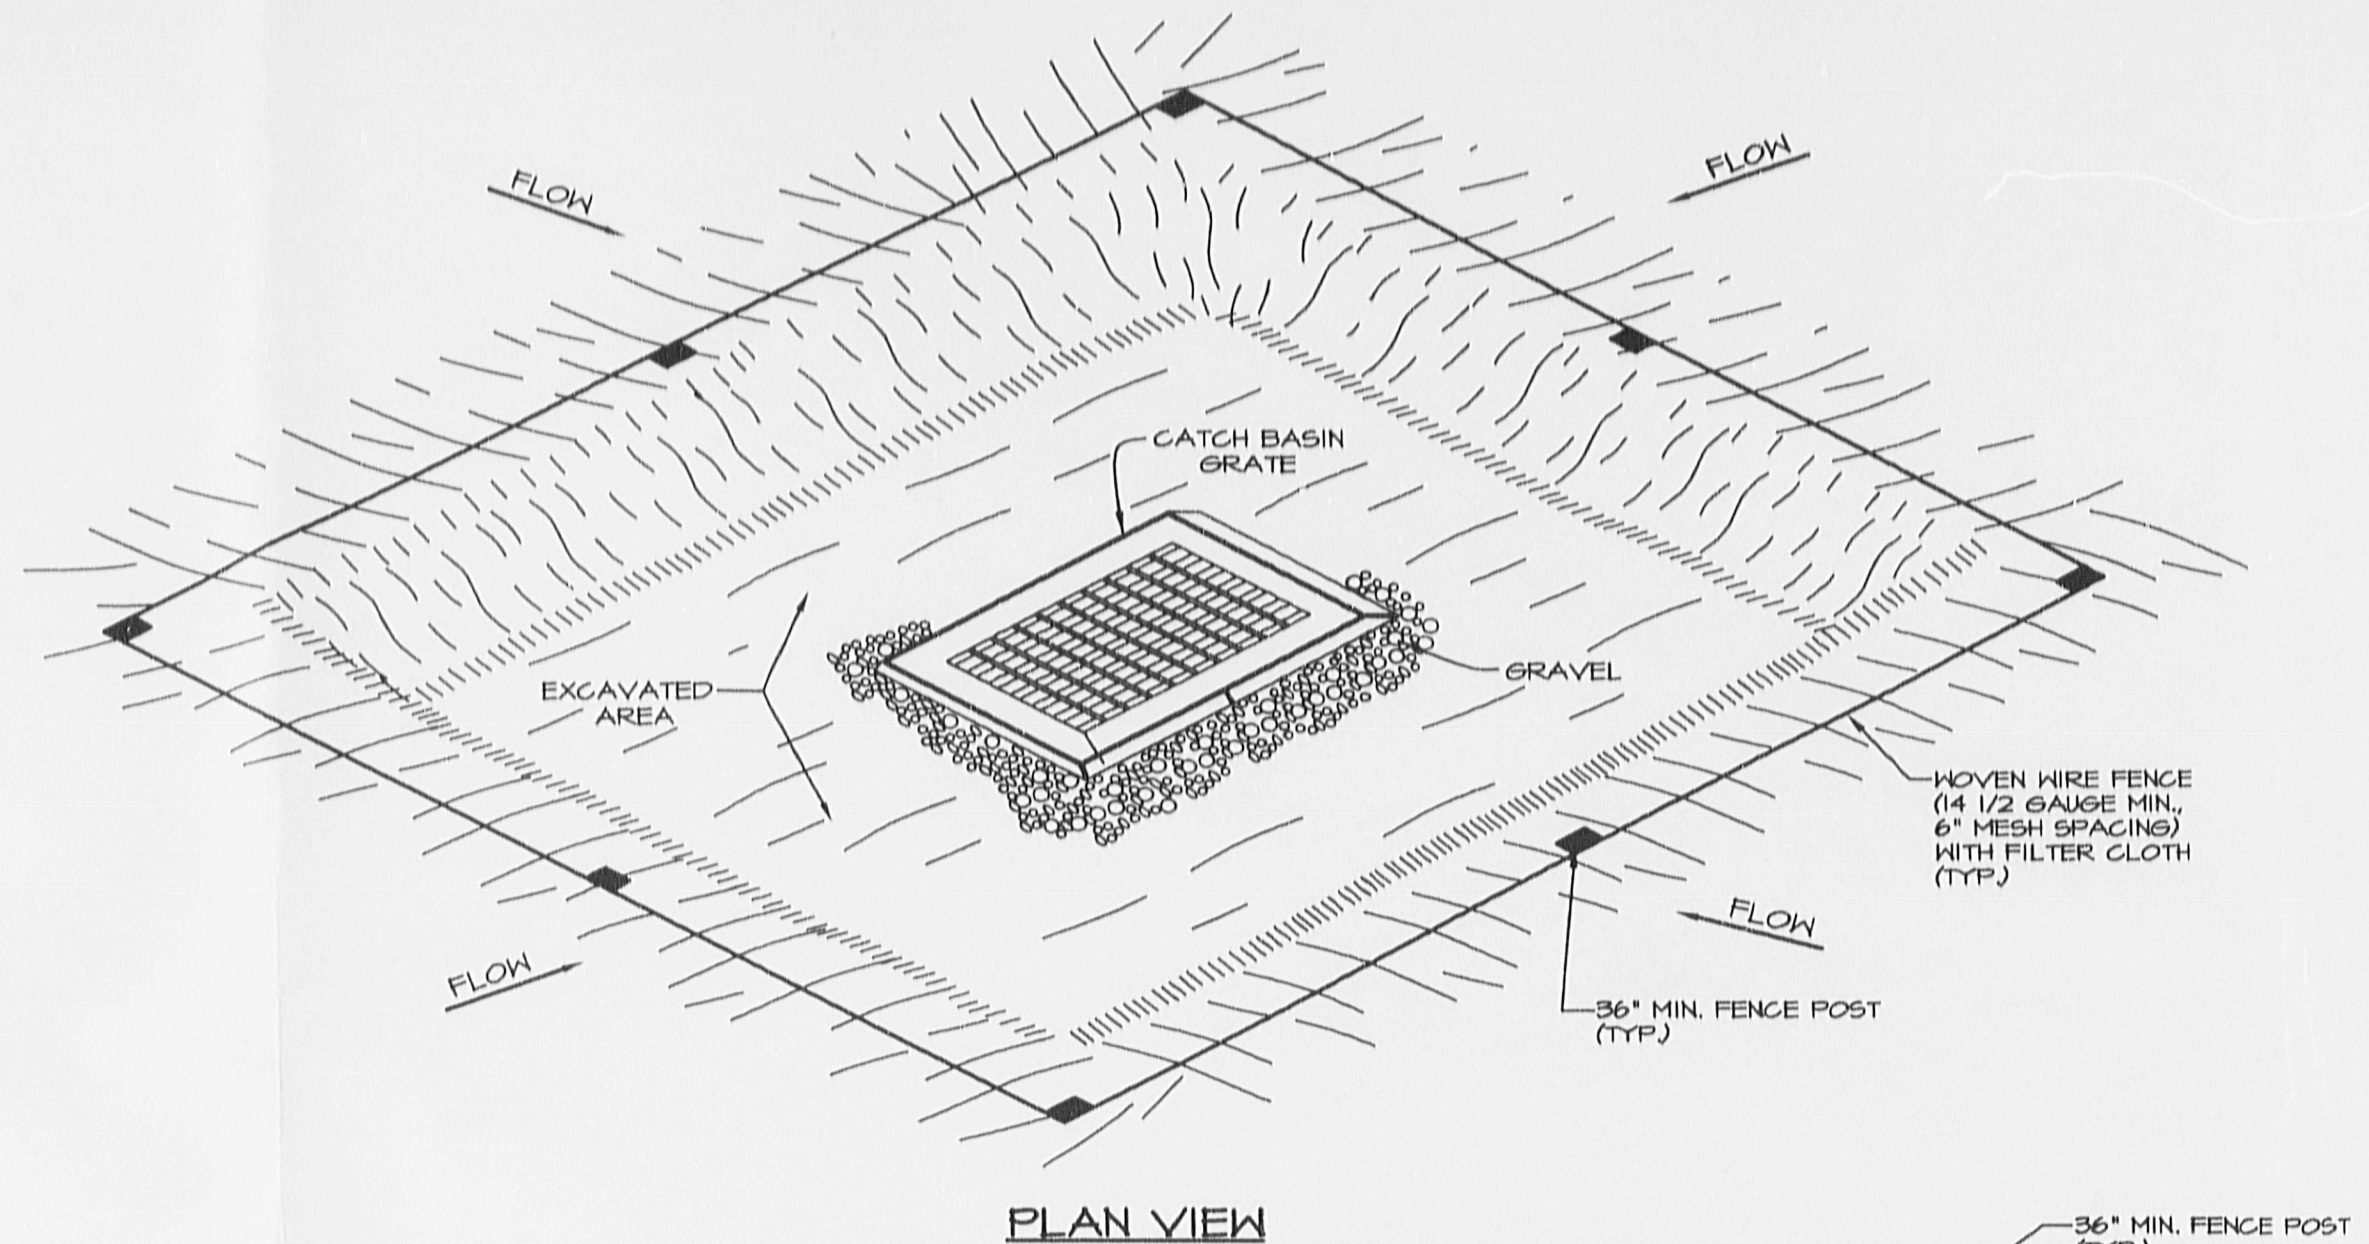 FLOW
FLOW
CATCH BASIN
GRATE
EXCAVATED
AREA
GRAVEL
WOVEN WIRE FENCE
(14 1/2 GAUGE MIN.,
6" MESH SPACING)
WITH FILTER CLOTH
(TYP.)
FLOW
FLOW
36" MIN. FENCE POST
(TYP.)
PLAN VIEW
36" MIN. FENCE POST